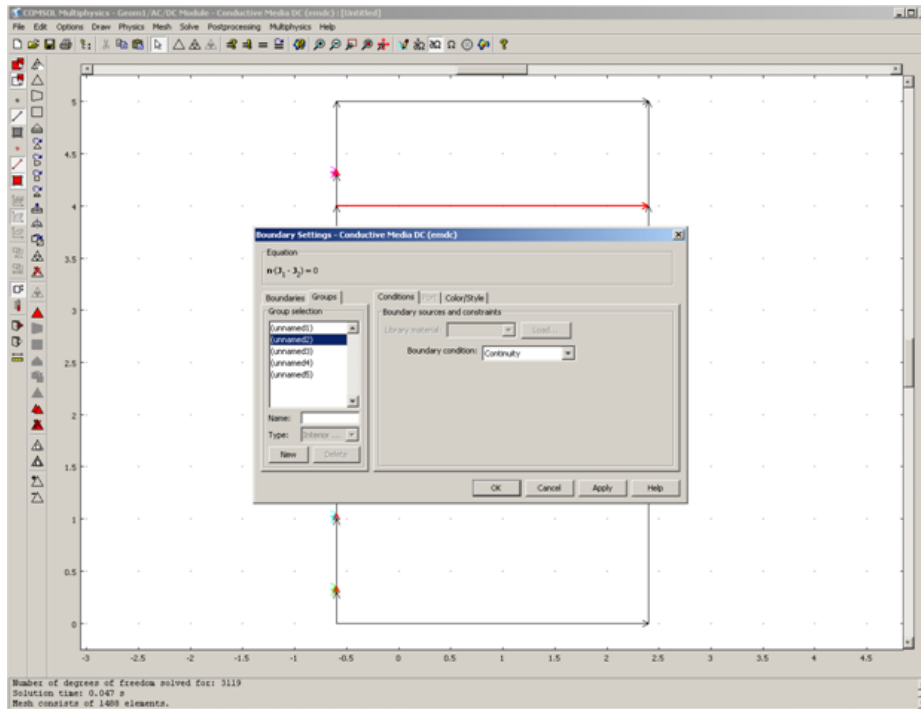 COMSOL Multiphysics - Geom1/AC/DC Module - Conductive Media DC (emdc) : [Untitled]
File Edit Options Draw Physics Mesh Solve Postprocessing Multiphysics Help
5
4.5
4
3.5
3
2.5
2
1.5
1
0.5
0
-3 -2.5 -2 -1.5 -1 -0.5 0 0.5 1 1.5 2 2.5 3 3.5 4 4.5
Boundary Settings - Conductive Media DC (emdc)
Equation
n·(J1 - J2) = 0
Boundaries Groups
Group selection
(unnamed1)
(unnamed2)
(unnamed3)
(unnamed4)
(unnamed5)
Name:
Type: Interior ...
New Delete
Conditions Port Color/Style
Boundary sources and constraints
Library material: Load...
Boundary condition: Continuity
OK Cancel Apply Help
Number of degrees of freedom solved for: 3119
Solution time: 0.047 s
Mesh consists of 1488 elements.